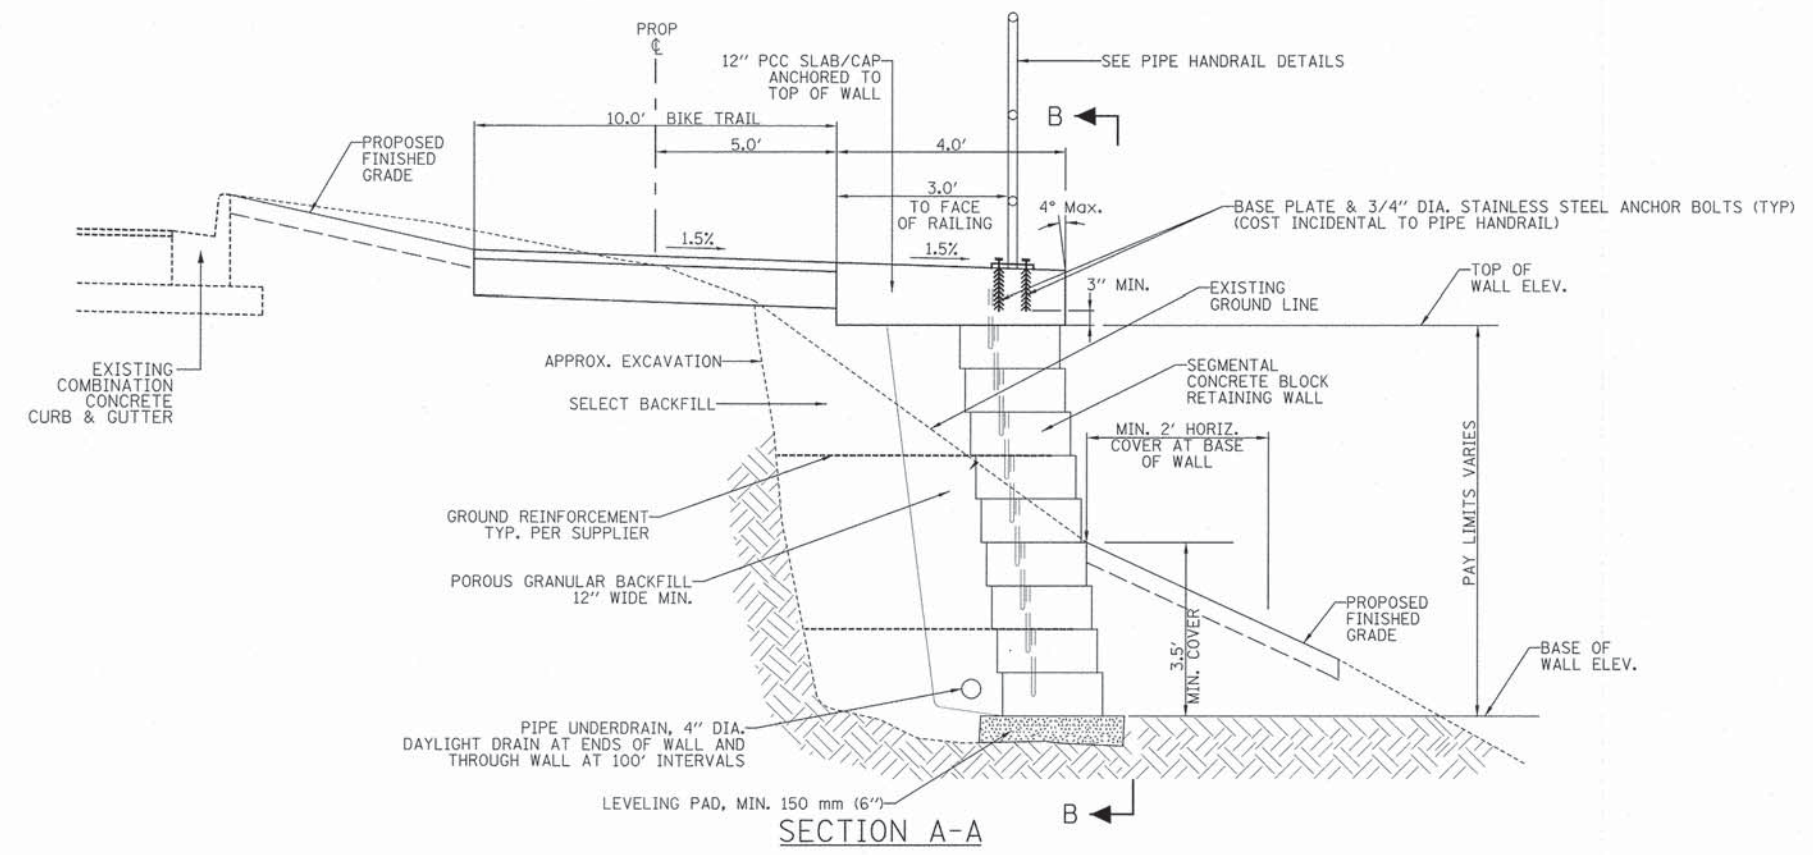 PROP
℄
12" PCC SLAB/CAP
ANCHORED TO
TOP OF WALL
SEE PIPE HANDRAIL DETAILS
B
10.0' BIKE TRAIL
PROPOSED
FINISHED
GRADE
5.0'
4.0'
3.0'
TO FACE
OF RAILING
4° Max.
BASE PLATE & 3/4" DIA. STAINLESS STEEL ANCHOR BOLTS (TYP)
(COST INCIDENTAL TO PIPE HANDRAIL)
1.5%
1.5%
3" MIN.
EXISTING
GROUND LINE
TOP OF
WALL ELEV.
EXISTING
COMBINATION
CONCRETE
CURB & GUTTER
APPROX. EXCAVATION
SELECT BACKFILL
SEGMENTAL
CONCRETE BLOCK
RETAINING WALL
MIN. 2' HORIZ.
COVER AT BASE
OF WALL
PAY LIMITS VARIES
GROUND REINFORCEMENT
TYP. PER SUPPLIER
POROUS GRANULAR BACKFILL
12" WIDE MIN.
3.5'
MIN. COVER
PROPOSED
FINISHED
GRADE
BASE OF
WALL ELEV.
PIPE UNDERDRAIN, 4" DIA.
DAYLIGHT DRAIN AT ENDS OF WALL AND
THROUGH WALL AT 100' INTERVALS
LEVELING PAD, MIN. 150 mm (6")
B
SECTION A-A